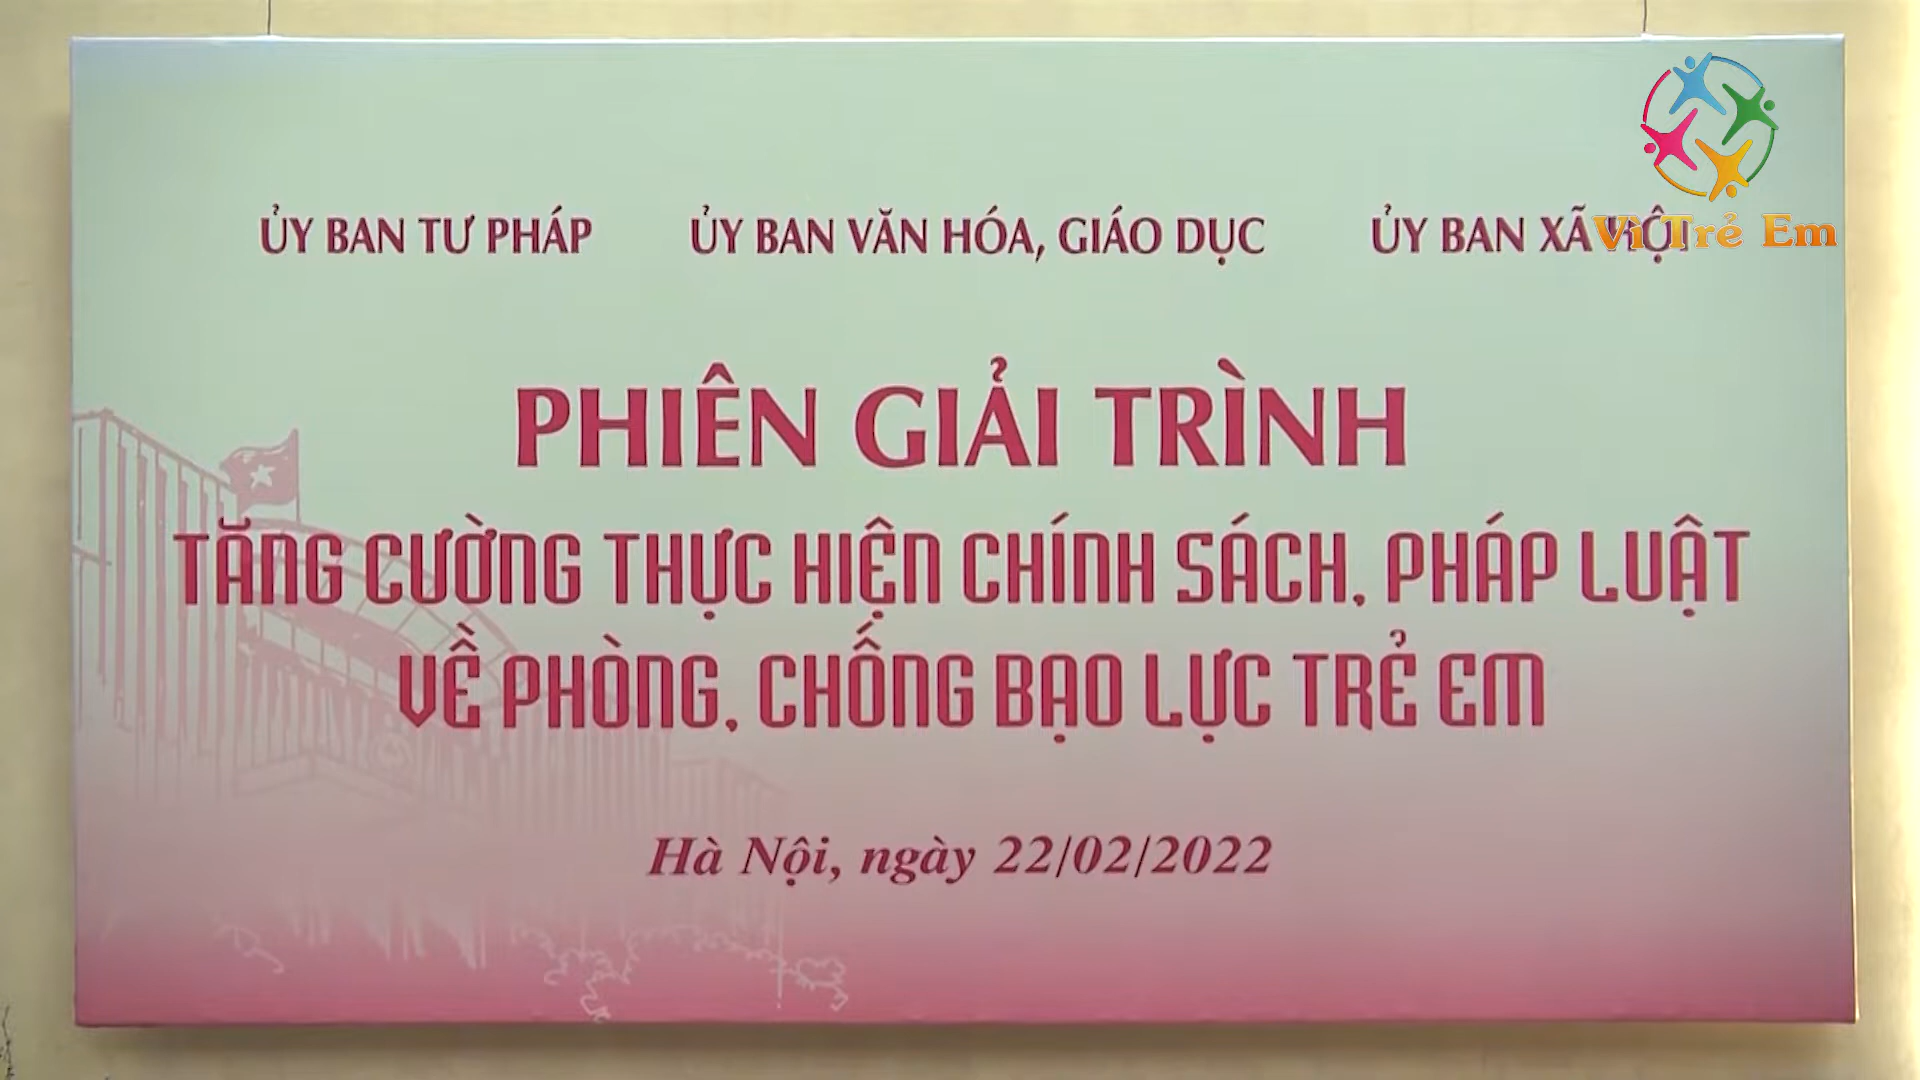 ỦY BAN TƯ PHÁP ỦY BAN VĂN HÓA, GIÁO DỤC ỦY BAN XÃ HỘI
Vì Trẻ Em
PHIÊN GIẢI TRÌNH
TĂNG CƯỜNG THỰC HIỆN CHÍNH SÁCH, PHÁP LUẬT
VỀ PHÒNG, CHỐNG BẠO LỰC TRẺ EM
Hà Nội, ngày 22/02/2022